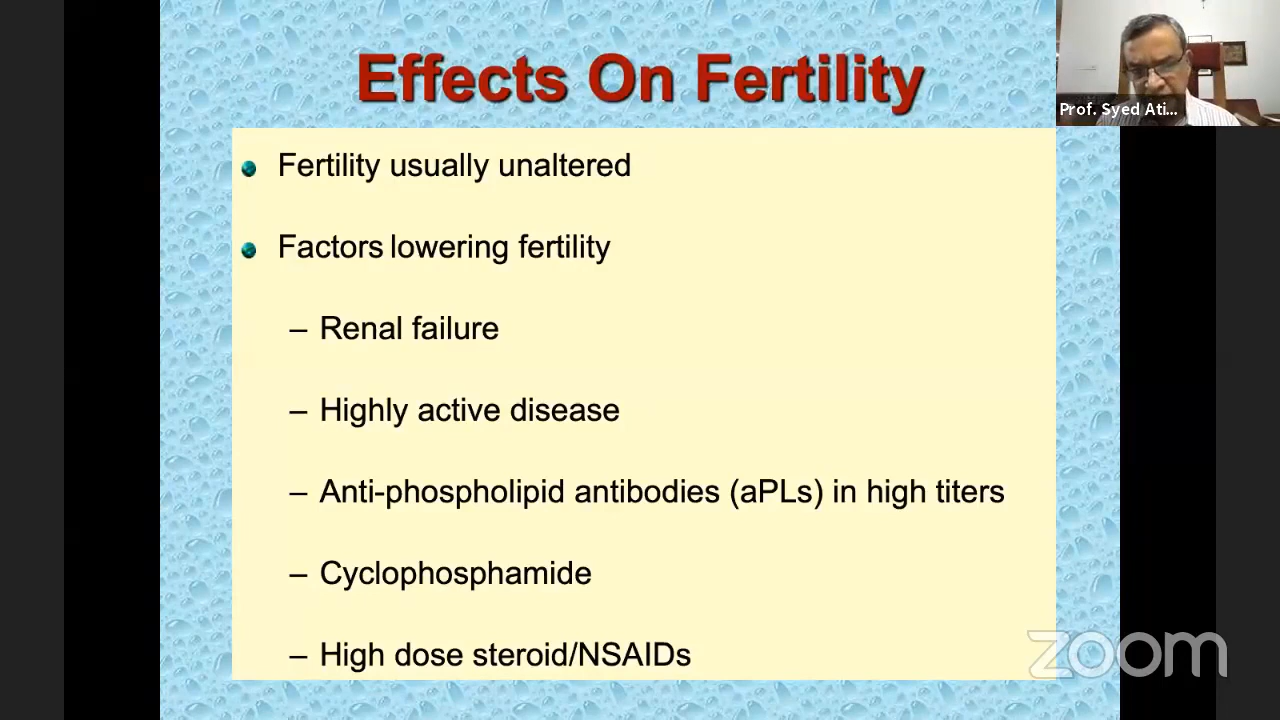 Effects On Fertility
Prof. Syed Ati...
Fertility usually unaltered
Factors lowering fertility
– Renal failure
– Highly active disease
– Anti-phospholipid antibodies (aPLs) in high titers
– Cyclophosphamide
– High dose steroid/NSAIDs
zoom